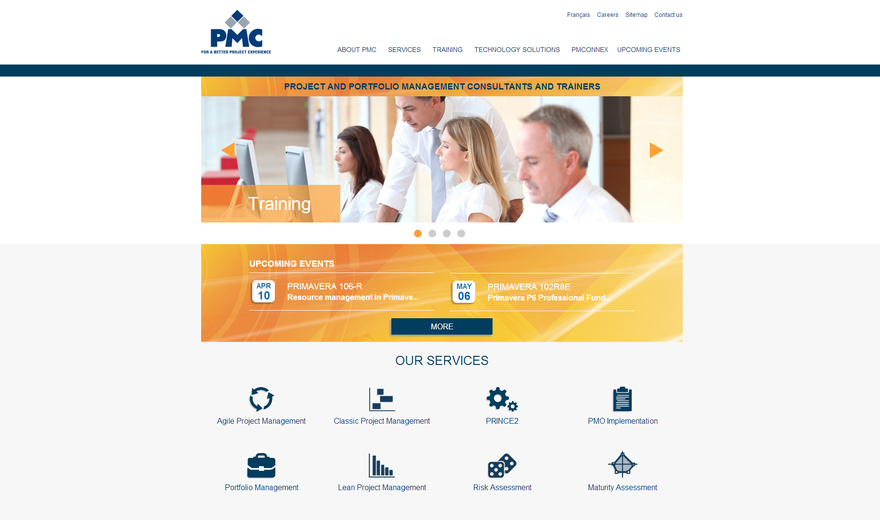 Français Careers Sitemap Contact us
PMC
FOR A BETTER PROJECT EXPERIENCE
ABOUT PMC SERVICES TRAINING TECHNOLOGY SOLUTIONS PMCONNEX UPCOMING EVENTS
PROJECT AND PORTFOLIO MANAGEMENT CONSULTANTS AND TRAINERS
Training
UPCOMING EVENTS
APR
10
PRIMAVERA 106-R
Resource management in Primave...
MAY
06
PRIMAVERA 102R8E
Primavera P6 Professional Fund...
MORE
OUR SERVICES
Agile Project Management Classic Project Management PRINCE2 PMO Implementation
Portfolio Management Lean Project Management Risk Assessment Maturity Assessment